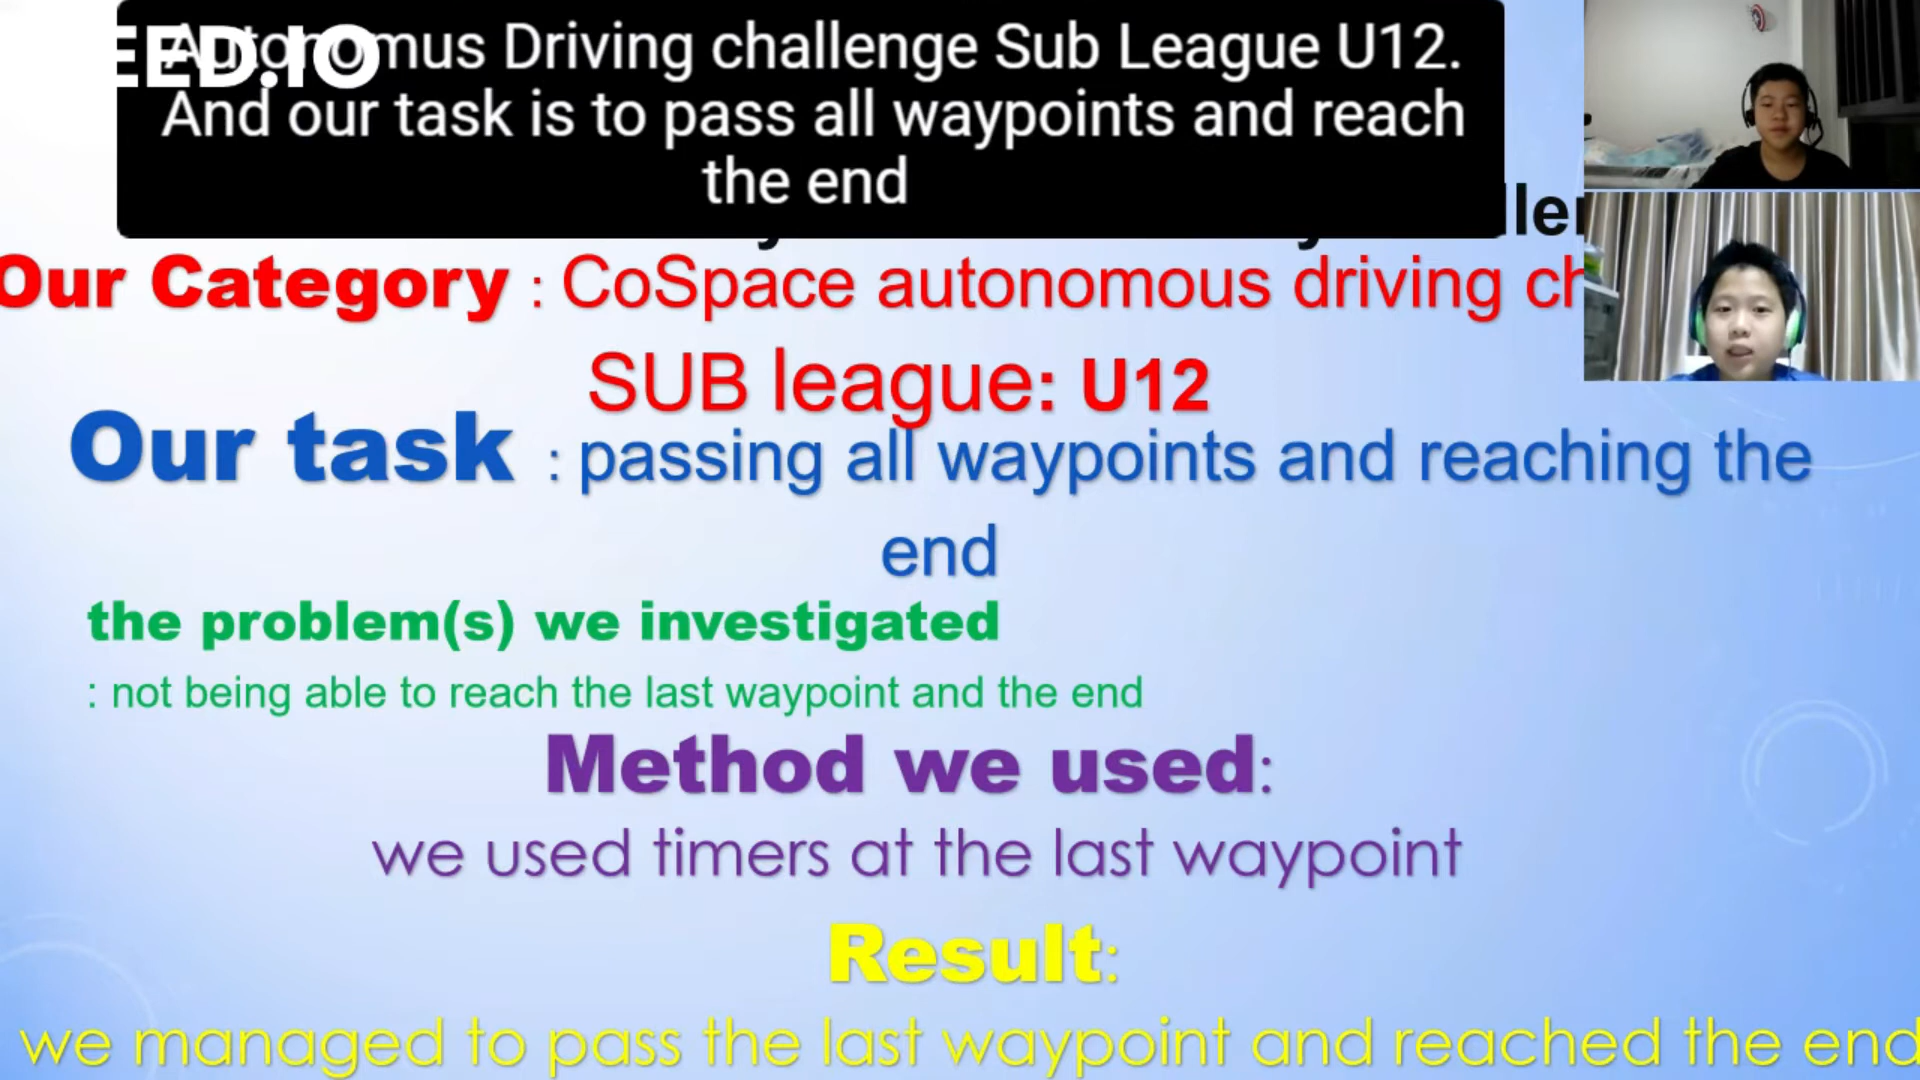 EED.IO
Autonomus Driving challenge Sub League U12.
And our task is to pass all waypoints and reach
the end
Our Category : CoSpace autonomous driving ch
SUB league: U12
Our task : passing all waypoints and reaching the
end
the problem(s) we investigated
: not being able to reach the last waypoint and the end
Method we used:
we used timers at the last waypoint
Result:
we managed to pass the last waypoint and reached the end